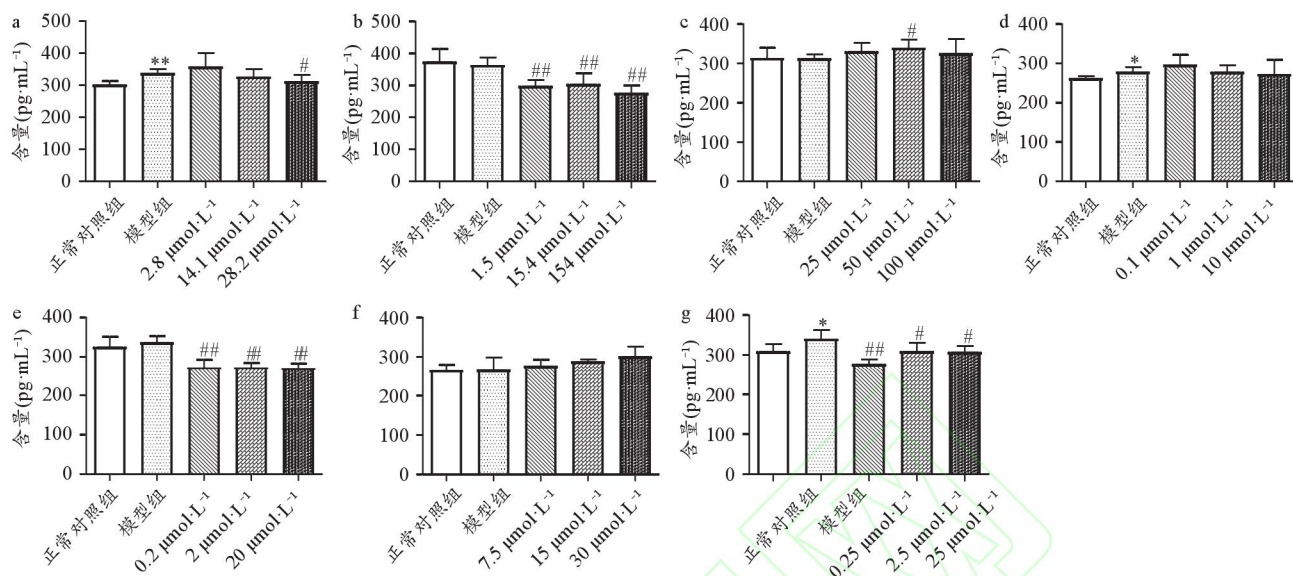 a
500
400
300
200
100
0
含量(pg·mL⁻¹)
**
#
正常对照组
模型组
2.8 μmol·L⁻¹
14.1 μmol·L⁻¹
28.2 μmol·L⁻¹
b
500
400
300
200
100
0
含量(pg·mL⁻¹)
##
##
##
正常对照组
模型组
1.5 μmol·L⁻¹
15.4 μmol·L⁻¹
154 μmol·L⁻¹
c
400
300
200
100
0
含量(pg·mL⁻¹)
#
正常对照组
模型组
25 μmol·L⁻¹
50 μmol·L⁻¹
100 μmol·L⁻¹
d
400
300
200
100
0
含量(pg·mL⁻¹)
*
正常对照组
模型组
0.1 μmol·L⁻¹
1 μmol·L⁻¹
10 μmol·L⁻¹
e
400
300
200
100
0
含量(pg·mL⁻¹)
##
##
##
正常对照组
模型组
0.2 μmol·L⁻¹
2 μmol·L⁻¹
20 μmol·L⁻¹
f
400
300
200
100
0
含量(pg·mL⁻¹)
正常对照组
模型组
7.5 μmol·L⁻¹
15 μmol·L⁻¹
30 μmol·L⁻¹
g
400
300
200
100
0
含量(pg·mL⁻¹)
*
##
#
#
正常对照组
模型组
0.25 μmol·L⁻¹
2.5 μmol·L⁻¹
25 μmol·L⁻¹